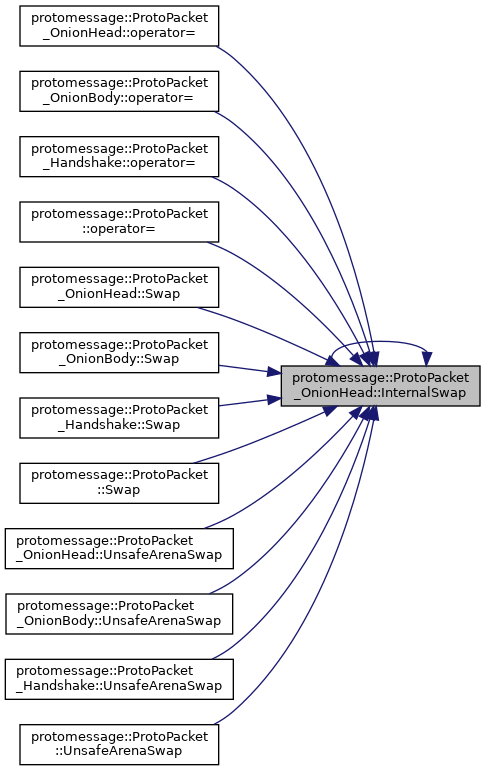 protomessage::ProtoPacket
_OnionHead::operator=
protomessage::ProtoPacket
_OnionBody::operator=
protomessage::ProtoPacket
_Handshake::operator=
protomessage::ProtoPacket
::operator=
protomessage::ProtoPacket
_OnionHead::Swap
protomessage::ProtoPacket
_OnionBody::Swap
protomessage::ProtoPacket
_OnionHead::InternalSwap
protomessage::ProtoPacket
_Handshake::Swap
protomessage::ProtoPacket
::Swap
protomessage::ProtoPacket
_OnionHead::UnsafeArenaSwap
protomessage::ProtoPacket
_OnionBody::UnsafeArenaSwap
protomessage::ProtoPacket
_Handshake::UnsafeArenaSwap
protomessage::ProtoPacket
::UnsafeArenaSwap